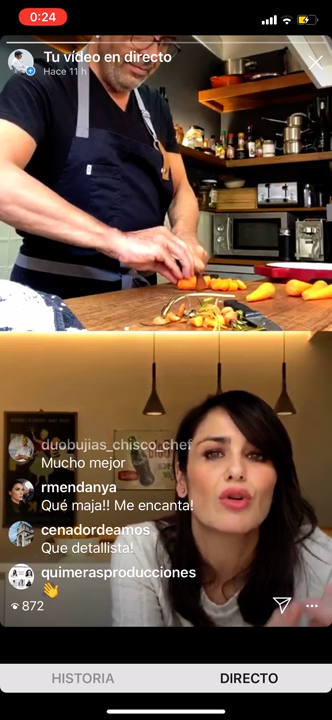 0:24
Tu vídeo en directo
Hace 11 h
duobujias_chisco_chef
Mucho mejor
rmendanya
Qué maja!! Me encanta!
cenadordeamos
Que detallista!
quimerasproducciones
👋
872
HISTORIA
DIRECTO